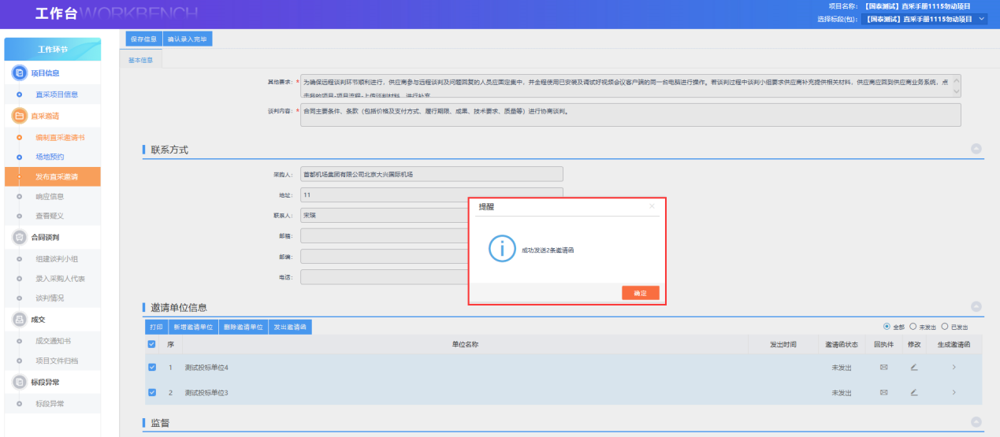 工作台WORKBENCH
项目名称： 【国泰测试】直采手册1115勿动项目
选择标段(包)： 【国泰测试】直采手册1115勿动项目
工作环节
项目信息
直采项目信息
直采邀请
编制直采邀请书
场地预约
发布直采邀请
响应信息
查看疑义
合同谈判
组建谈判小组
录入采购人代表
谈判情况
成交
成交通知书
项目文件归档
标段异常
标段异常
保存信息 确认录入完毕
基本信息
其他要求： * 为确保远程谈判环节顺利进行，供应商参与远程谈判及问题回复的人员应固定集中，并全程使用已安装及调试好视频会议客户端的同一台电脑进行操作。若谈判过程中谈判小组要求供应商补充提供相关材料，供应商应回到供应商业务系统，点
击我的项目-项目流程-上传谈判材料，进行补充
谈判内容： * 合同主要条件、条款（包括价格及支付方式、履行期限、成果、技术要求、质量等）进行协商谈判。
联系方式
采购人： 首都机场集团有限公司北京大兴国际机场
地址： 11
联系人： 宋瑛
邮箱：
邮编：
电话：
提醒
成功发送2条邀请函
确定
邀请单位信息
打印 新增邀请单位 删除邀请单位 发出邀请函 全部 未发出 已发出
序 单位名称 发出时间 邀请函状态 回执件 修改 生成邀请函
1 测试投标单位4 未发出
2 测试投标单位3 未发出
监督